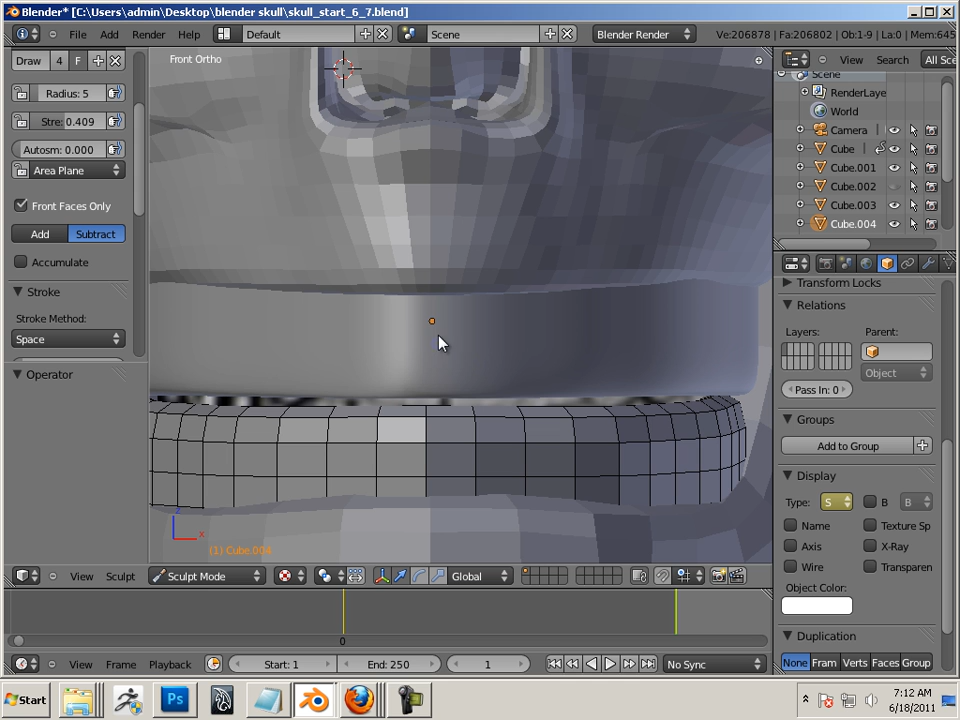 Blender* [C:\Users\admin\Desktop\blender skull\skull_start_6_7.blend]
File Add Render Help Default Scene Blender Render Ve:206878 | Fa:206802 | Ob:1-9 | La:0 | Mem:645
Draw 4 F
Front Ortho
View Search All Sce
Scene
Radius: 5
RenderLaye
World
Stre: 0.409
Camera
Autosm: 0.000
Cube
Area Plane
Cube.001
Cube.002
Front Faces Only
Cube.003
Add Subtract
Cube.004
Accumulate
Stroke
Transform Locks
Relations
Stroke Method:
Layers: Parent:
Space
Object
Operator
Pass In: 0
Groups
Add to Group
Display
Type: S B B
Name Texture Sp
z
x
Axis X-Ray
(1) Cube.004
Wire Transparen
View Sculpt Sculpt Mode Global
Object Color:
0
Duplication
View Frame Playback Start: 1 End: 250 1 No Sync
None Fram Verts Faces Group
Start Ps 7:12 AM
6/18/2011